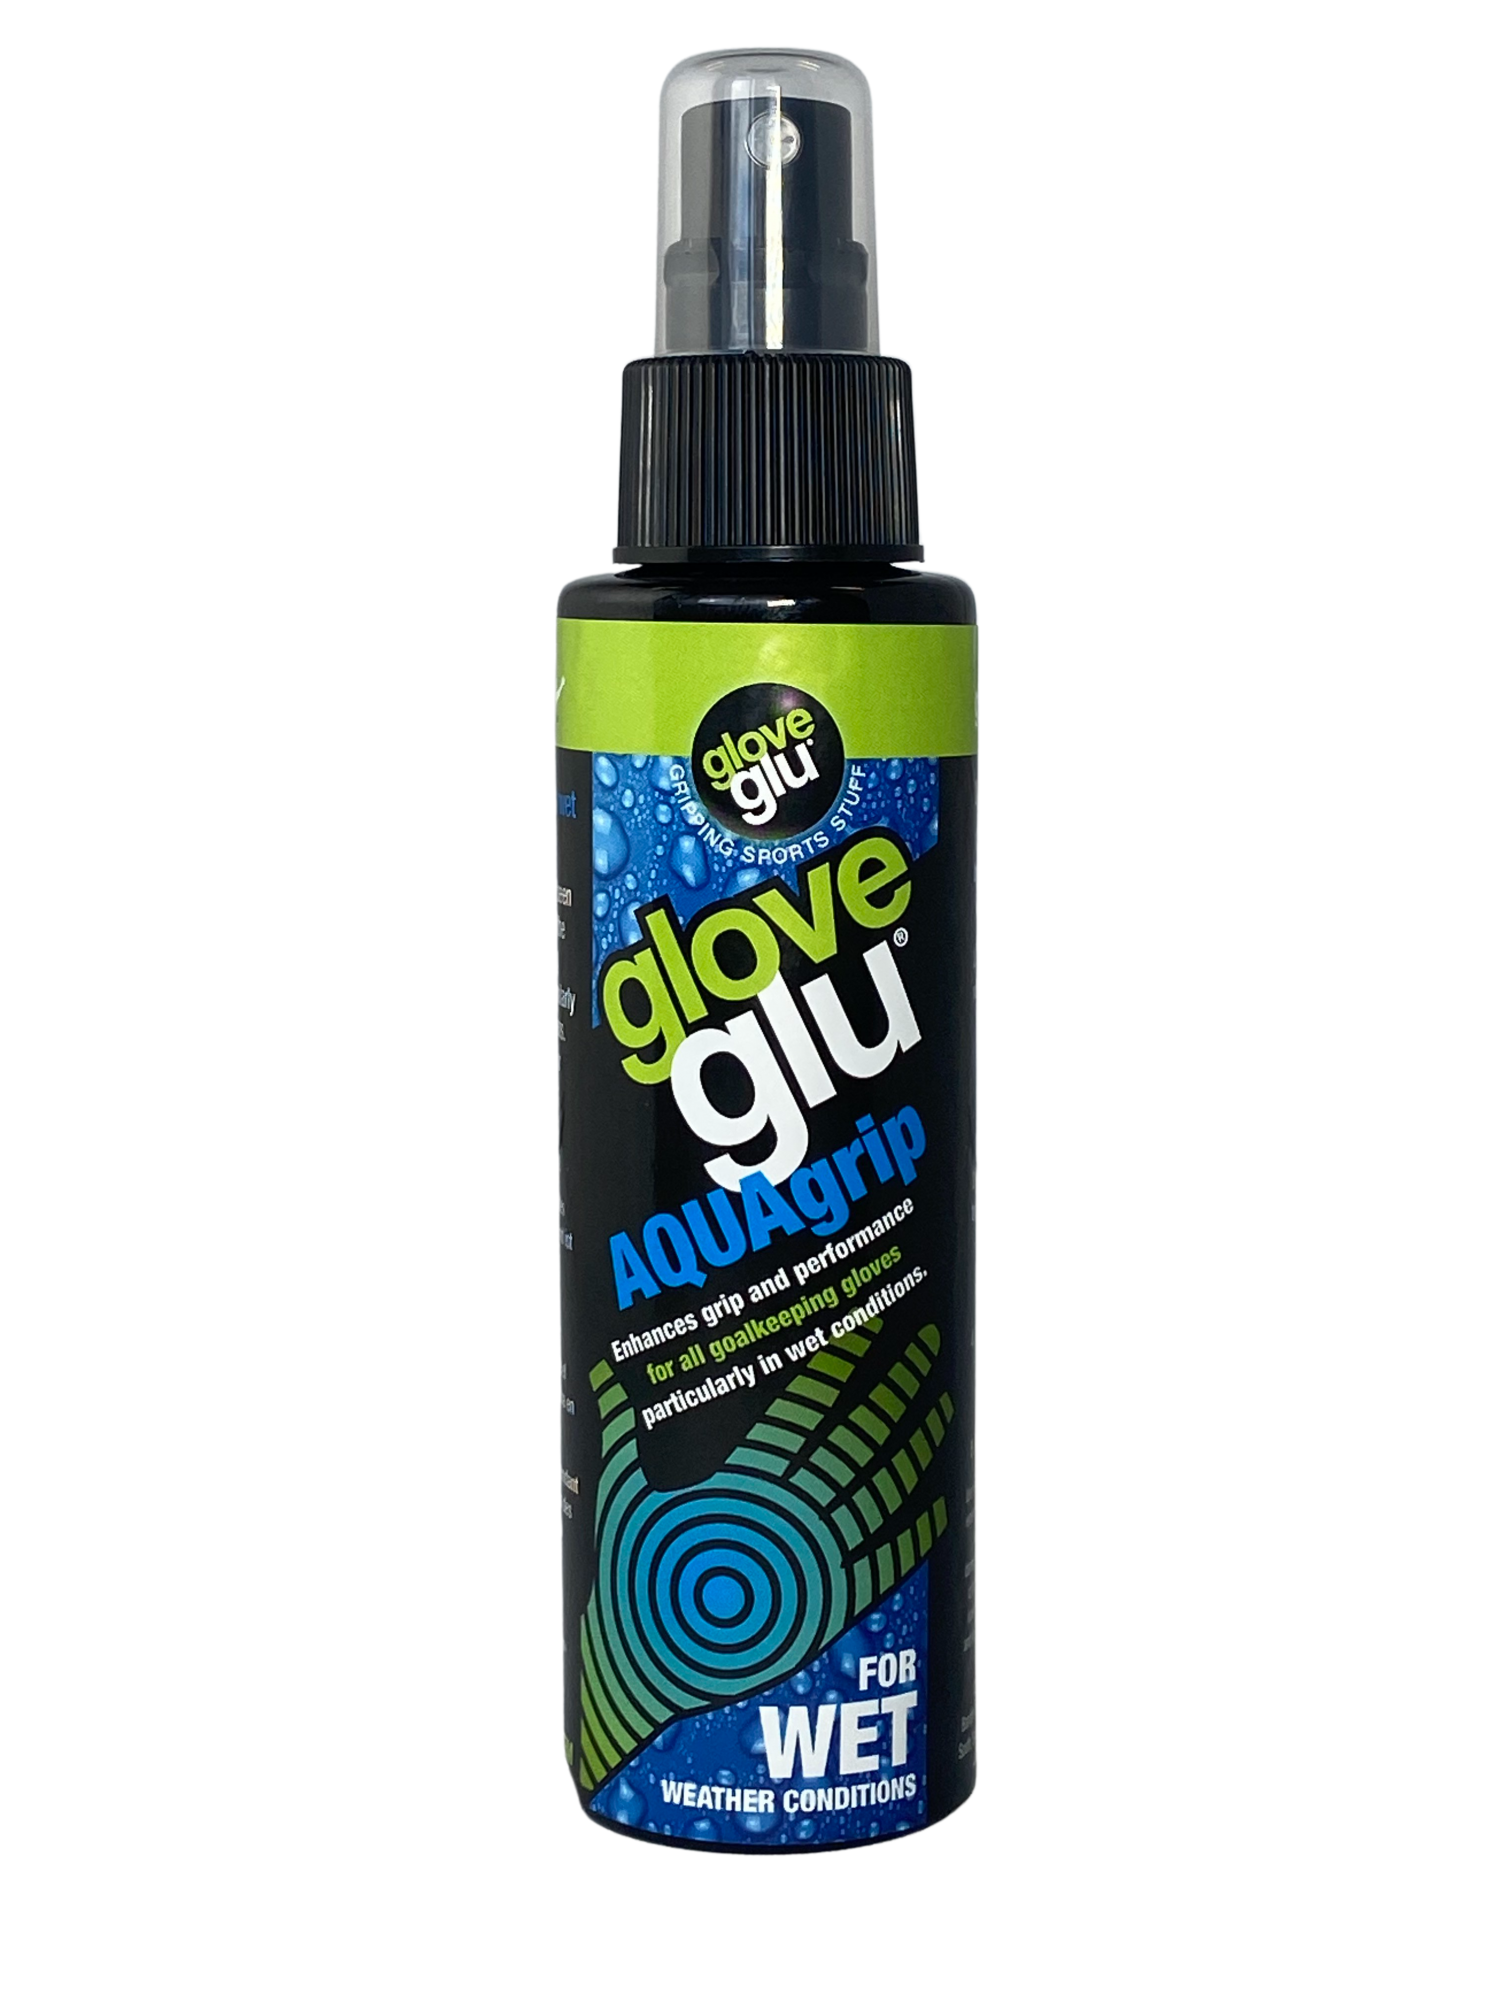 glove
glu
GRIPPING SPORTS STUFF
glove
glu®
AQUAgrip
Enhances grip and performance
for all goalkeeping gloves
particularly in wet conditions.
FOR
WET
WEATHER CONDITIONS
wet